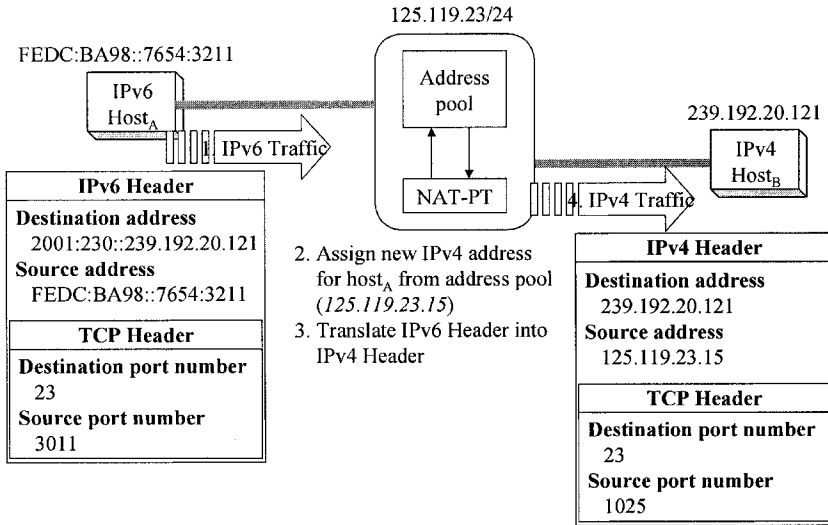 125.119.23/24
FEDC:BA98::7654:3211
IPv6
HostA
Address
pool
NAT-PT
1 IPv6 Traffic
239.192.20.121
IPv4
HostB
4. IPv4 Traffic
IPv6 Header
Destination address
2001:230::239.192.20.121
Source address
FEDC:BA98::7654:3211
TCP Header
Destination port number
23
Source port number
3011
2. Assign new IPv4 address
for hostA from address pool
(125.119.23.15)
3. Translate IPv6 Header into
IPv4 Header
IPv4 Header
Destination address
239.192.20.121
Source address
125.119.23.15
TCP Header
Destination port number
23
Source port number
1025